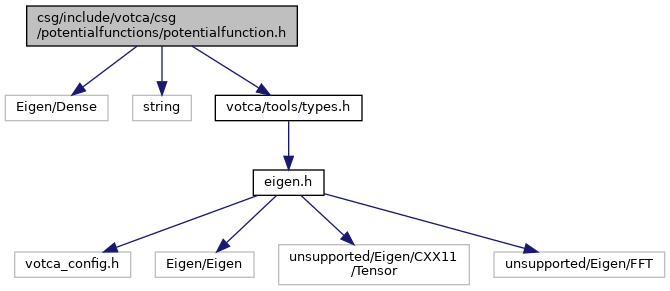 csg/include/votca/csg
/potentialfunctions/potentialfunction.h
Eigen/Dense
string
votca/tools/types.h
eigen.h
votca_config.h
Eigen/Eigen
unsupported/Eigen/CXX11
/Tensor
unsupported/Eigen/FFT